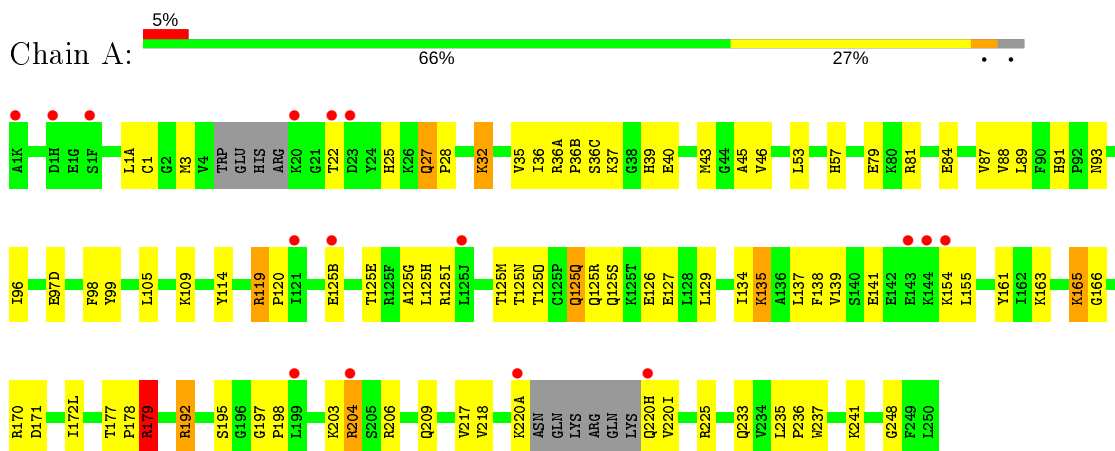 5%
Chain A:
66% 27% • •
A1K D1H E1G S1F L1A C1 G2 M3 V4 TRP GLU HIS ARG K20 G21 T22 D23 Y24 H25 K26 Q27 P28 K32 V35 I36 R36A P36B S36C K37 G38 H39 E40 M43 G44 A45 V46 L53 H57 E79 K80 R81 E84 V87 V88 L89 F90 H91 P92 N93
I96 E97D F98 Y99 L105 K109 Y114 R119 P120 I121 E125B T125E R125F A125G L125H R125I L125J T125M T125N T125O C125P Q125Q Q125R Q125S K125T E126 E127 L128 L129 I134 K135 A136 L137 F138 V139 S140 E141 E142 E143 K144 K154 L155 Y161 I162 K163 K165 G166
R170 D171 I172L T177 P178 R179 R192 S195 G196 G197 P198 L199 K203 R204 S205 R206 Q209 V217 V218 K220A ASN GLN LYS ARG GLN LYS Q220H V220I R225 Q233 V234 L235 P236 W237 K241 G248 F249 L250